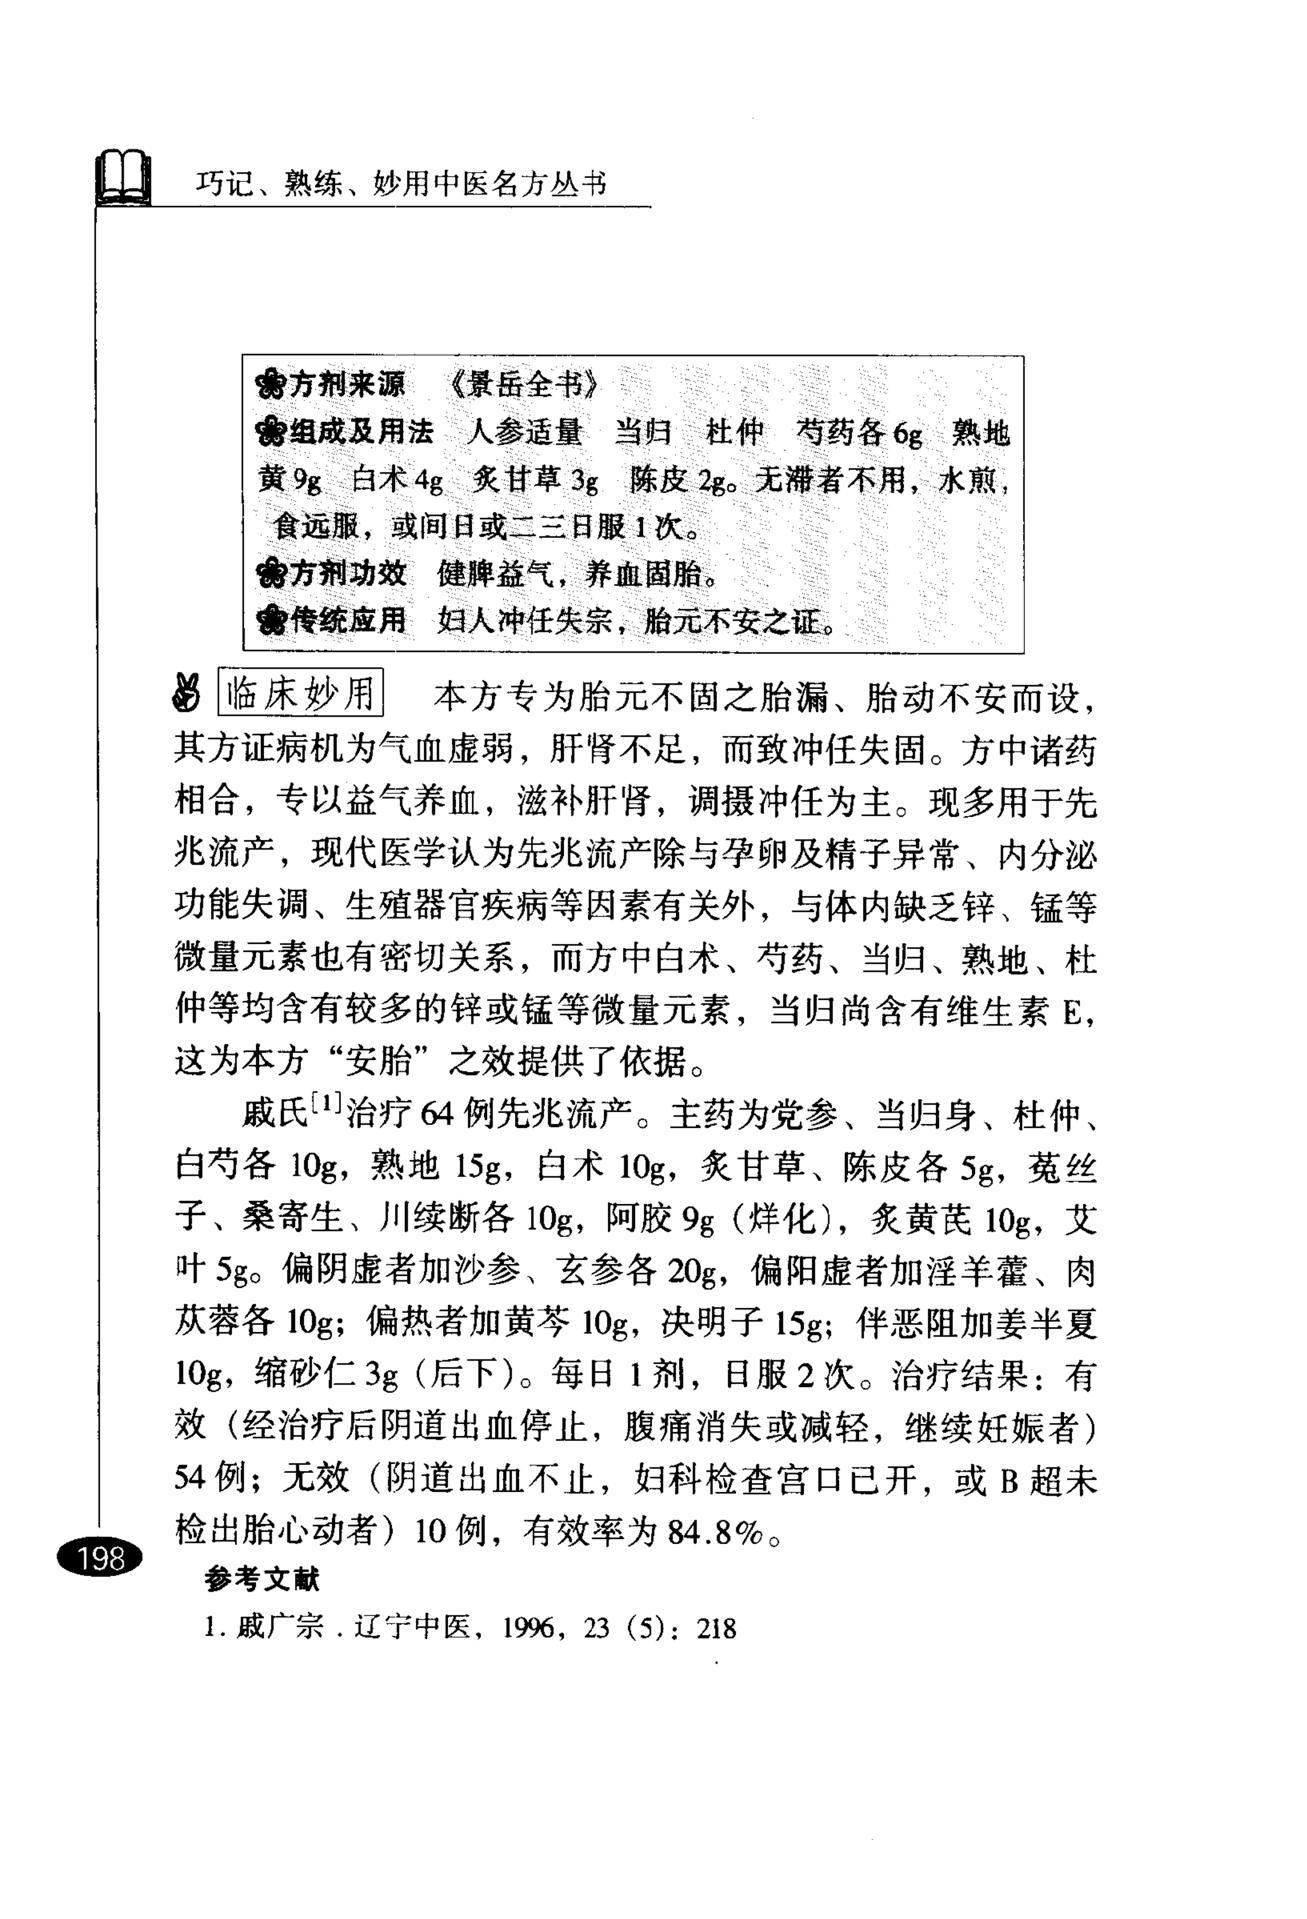 巧记、熟练、妙用中医名方丛书
方剂来源 《景岳全书》
组成及用法 人参适量 当归 杜仲 芍药各6g 熟地
黄9g 白术4g 炙甘草3g 陈皮2g。无滞者不用，水煎，
食远服，或间日或二三日服1次。
方剂功效 健脾益气，养血固胎。
传统应用 妇人冲任失宗，胎元不安之证。
临床妙用 本方专为胎元不固之胎漏、胎动不安而设，
其方证病机为气血虚弱，肝肾不足，而致冲任失固。方中诸药
相合，专以益气养血，滋补肝肾，调摄冲任为主。现多用于先
兆流产，现代医学认为先兆流产除与孕卵及精子异常、内分泌
功能失调、生殖器官疾病等因素有关外，与体内缺乏锌、锰等
微量元素也有密切关系，而方中白术、芍药、当归、熟地、杜
仲等均含有较多的锌或锰等微量元素，当归尚含有维生素 E，
这为本方“安胎”之效提供了依据。
戚氏[1]治疗 64 例先兆流产。主药为党参、当归身、杜仲、
白芍各 10g，熟地 15g，白术 10g，炙甘草、陈皮各 5g，菟丝
子、桑寄生、川续断各 10g，阿胶 9g（烊化），炙黄芪 10g，艾
叶 5g。偏阴虚者加沙参、玄参各 20g，偏阳虚者加淫羊藿、肉
苁蓉各 10g；偏热者加黄芩 10g，决明子 15g；伴恶阻加姜半夏
10g，缩砂仁 3g（后下）。每日 1 剂，日服 2 次。治疗结果：有
效（经治疗后阴道出血停止，腹痛消失或减轻，继续妊娠者）
54 例；无效（阴道出血不止，妇科检查宫口已开，或 B 超未
检出胎心动者）10 例，有效率为 84.8%。
198
参考文献
1. 戚广宗．辽宁中医，1996，23（5）：218